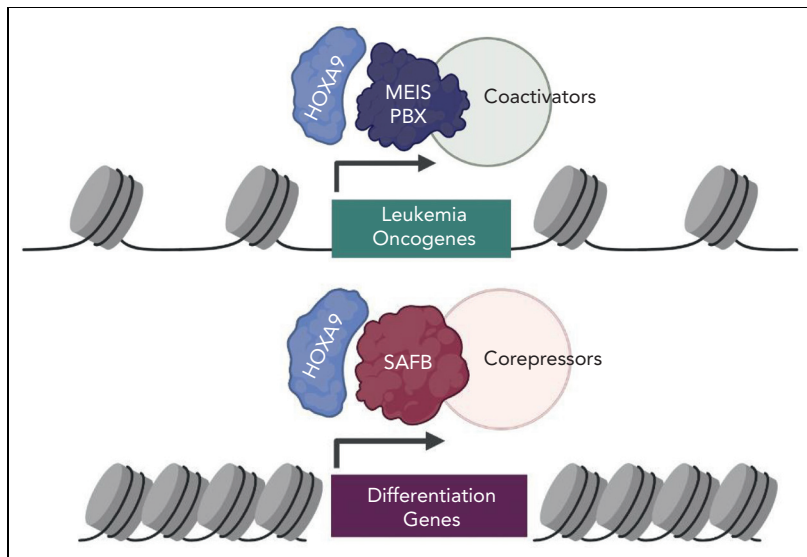 HOXA9
MEIS
PBX
Coactivators
Leukemia
Oncogenes
HOXA9
SAFB
Corepressors
Differentiation
Genes